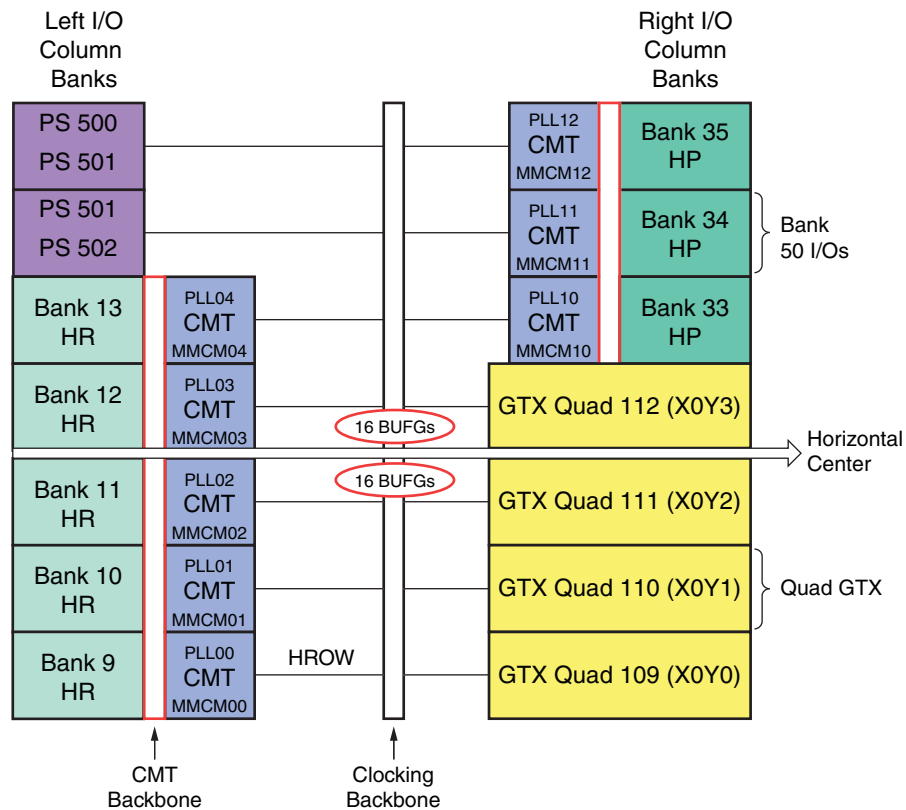 Left I/O
Column
Banks
Right I/O
Column
Banks
PS 500
PS 501
PLL12
CMT
MMCM12
Bank 35
HP
PS 501
PS 502
PLL11
CMT
MMCM11
Bank 34
HP
Bank
50 I/Os
Bank 13
HR
PLL04
CMT
MMCM04
PLL10
CMT
MMCM10
Bank 33
HP
Bank 12
HR
PLL03
CMT
MMCM03
16 BUFGs
GTX Quad 112 (X0Y3)
Horizontal
Center
Bank 11
HR
PLL02
CMT
MMCM02
16 BUFGs
GTX Quad 111 (X0Y2)
Bank 10
HR
PLL01
CMT
MMCM01
GTX Quad 110 (X0Y1)
Quad GTX
Bank 9
HR
PLL00
CMT
MMCM00
HROW
GTX Quad 109 (X0Y0)
CMT
Backbone
Clocking
Backbone